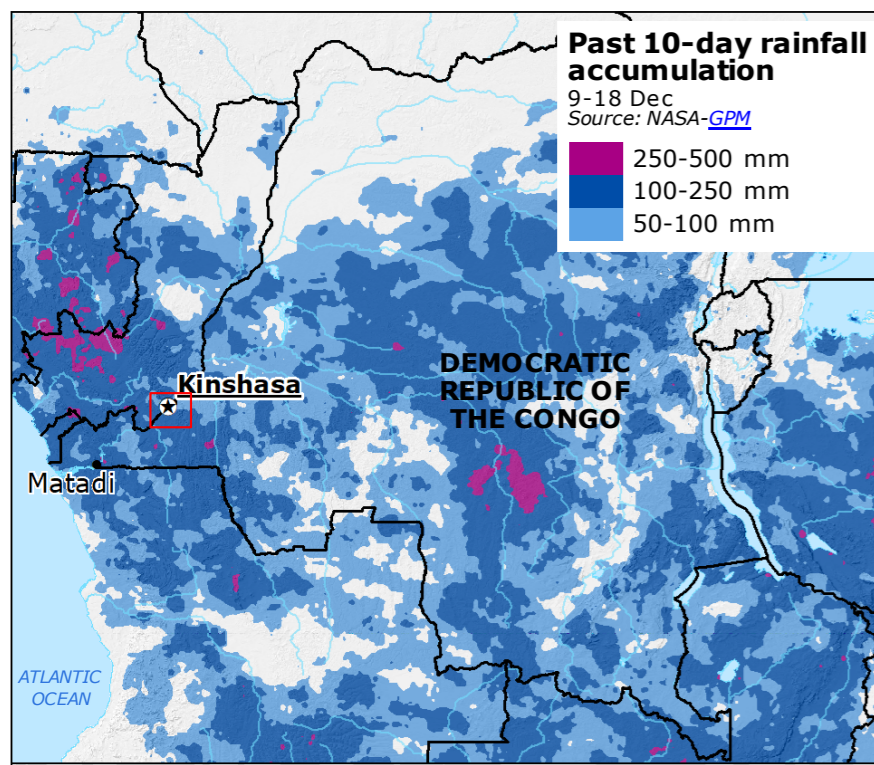 Past 10-day rainfall
accumulation
9-18 Dec
Source: NASA-GPM
250-500 mm
100-250 mm
50-100 mm
DEMOCRATIC
REPUBLIC OF
THE CONGO
Kinshasa
Matadi
ATLANTIC
OCEAN